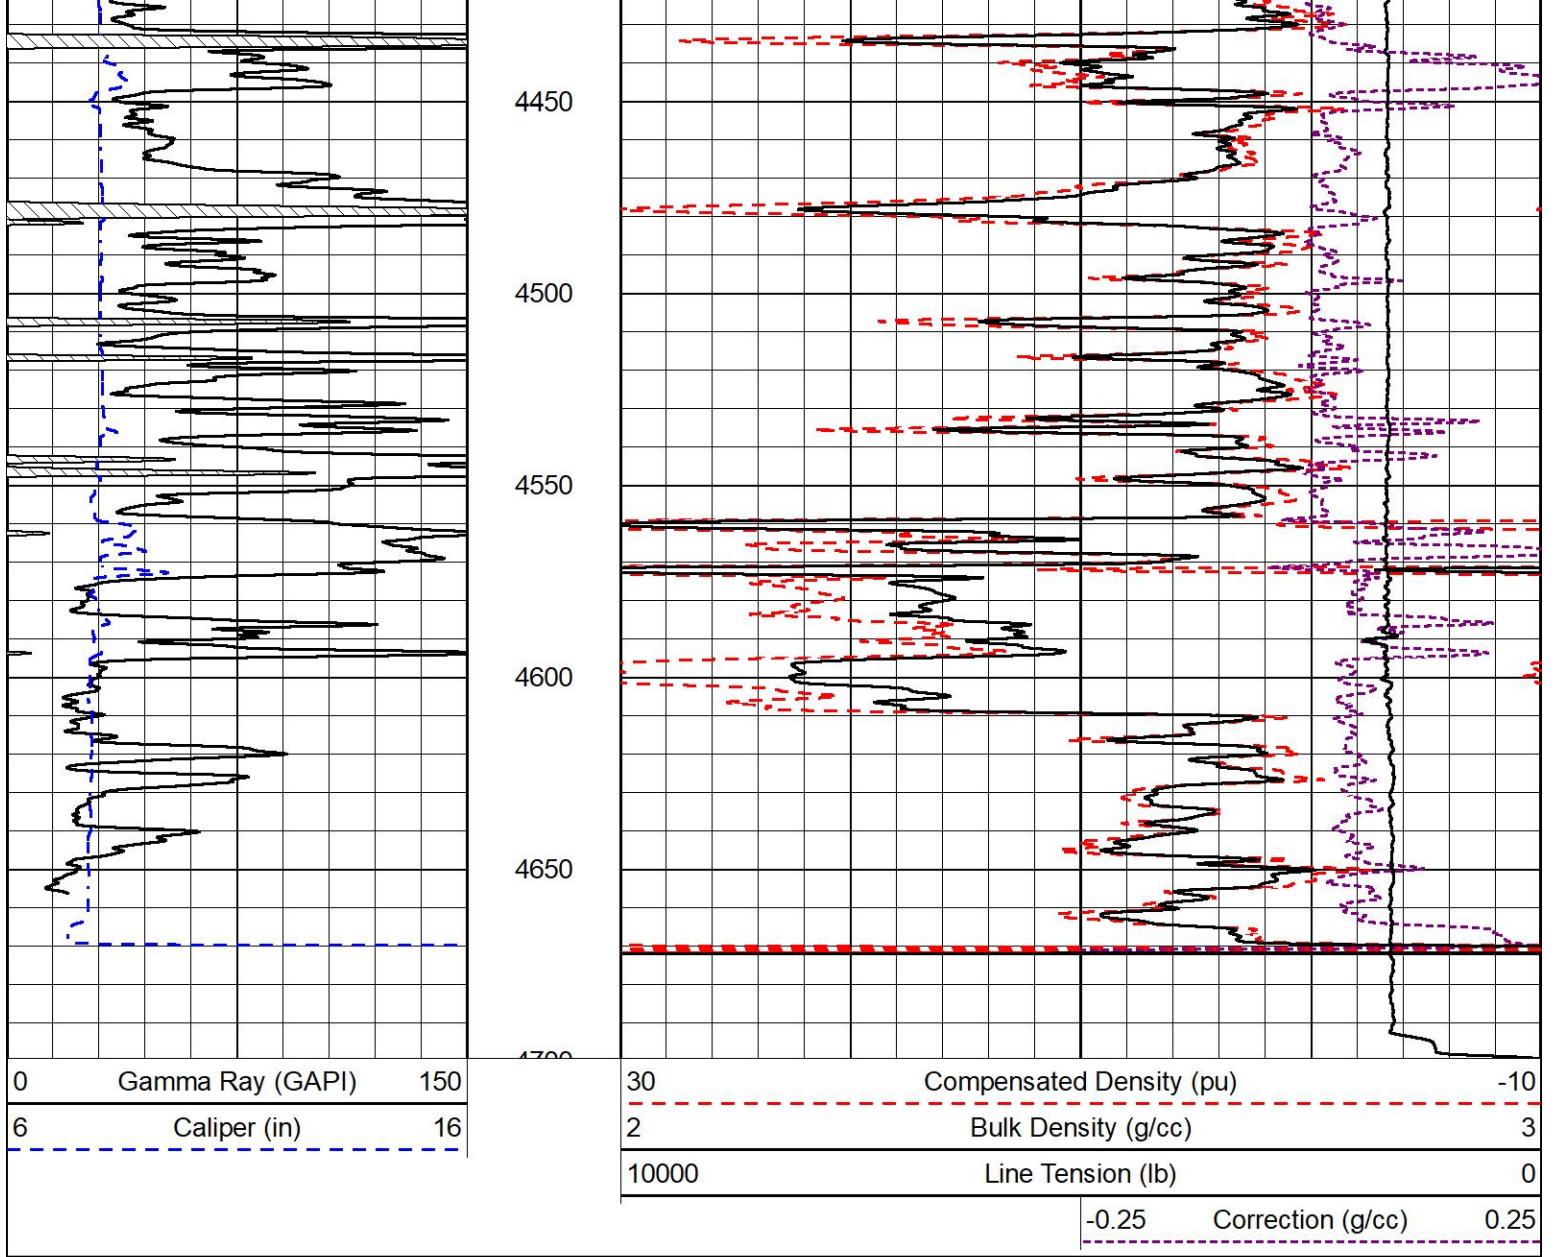 4450
4500
4550
4600
4650
4700
0 Gamma Ray (GAPI) 150
6 Caliper (in) 16
30 Compensated Density (pu) -10
2 Bulk Density (g/cc) 3
10000 Line Tension (lb) 0
-0.25 Correction (g/cc) 0.25